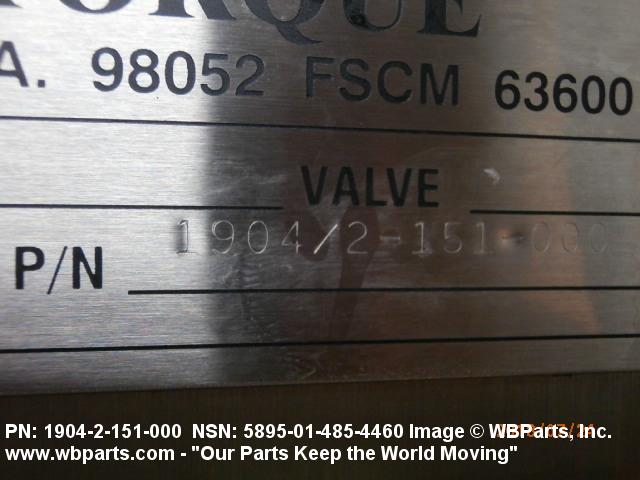 TORQUE
A. 98052 FSCM 63600
VALVE
P/N 1904/2-151-000
PN: 1904-2-151-000 NSN: 5895-01-485-4460 Image © WBParts, Inc.
www.wbparts.com - "Our Parts Keep the World Moving"